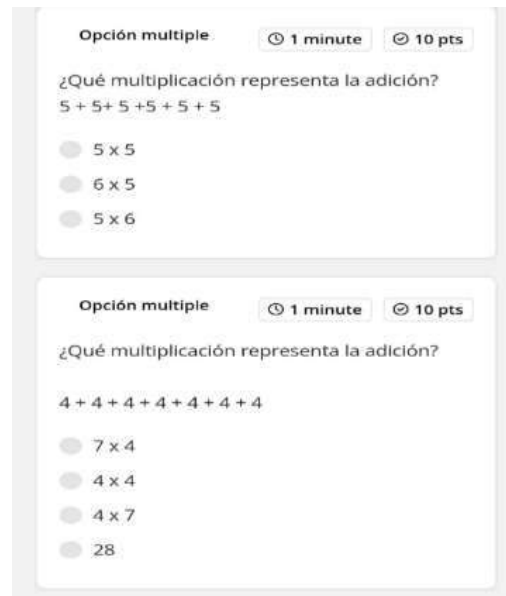 Opción multiple 1 minute 10 pts
¿Qué multiplicación representa la adición?
5 + 5+ 5 +5 + 5 + 5
5 x 5
6 x 5
5 x 6
Opción multiple 1 minute 10 pts
¿Qué multiplicación representa la adición?
4 + 4 + 4 + 4 + 4 + 4 + 4
7 x 4
4 x 4
4 x 7
28